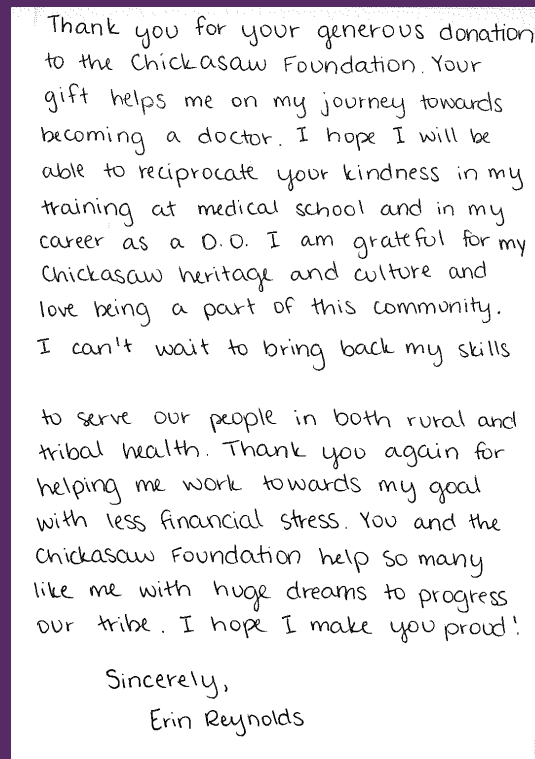 Thank you for your generous donation
to the Chickasaw Foundation. Your
gift helps me on my journey towards
becoming a doctor. I hope I will be
able to reciprocate your kindness in my
training at medical school and in my
career as a D.O. I am grateful for my
Chickasaw heritage and culture and
love being a part of this community.
I can't wait to bring back my skills
to serve our people in both rural and
tribal health. Thank you again for
helping me work towards my goal
with less financial stress. You and the
Chickasaw Foundation help so many
like me with huge dreams to progress
our tribe. I hope I make you proud!
Sincerely,
Erin Reynolds